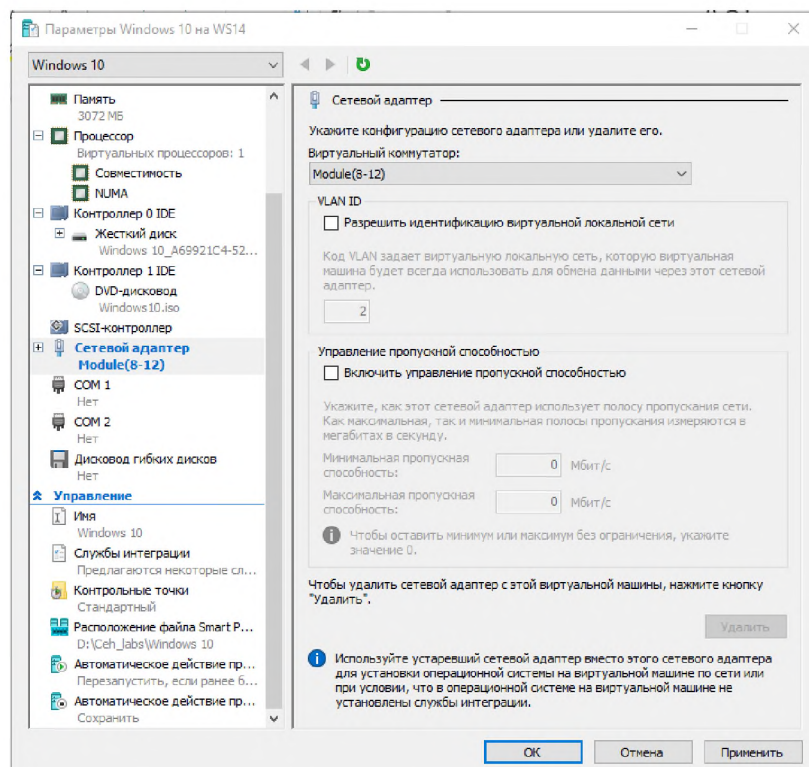 Параметры Windows 10 на WS14
Windows 10
Память
3072 МБ
Процессор
Виртуальных процессоров: 1
Совместимость
NUMA
Контроллер 0 IDE
Жесткий диск
Windows 10_A69921C4-52...
Контроллер 1 IDE
DVD-дисковод
Windows10.iso
SCSI-контроллер
Сетевой адаптер
Module(8-12)
COM 1
Нет
COM 2
Нет
Дисковод гибких дисков
Нет
Управление
Имя
Windows 10
Службы интеграции
Предлагаются некоторые сл...
Контрольные точки
Стандартный
Расположение файла Smart P...
D:\Ceh_labs\Windows 10
Автоматическое действие пр...
Перезапустить, если ранее б...
Автоматическое действие пр...
Сохранить
Сетевой адаптер
Укажите конфигурацию сетевого адаптера или удалите его.
Виртуальный коммутатор:
Module(8-12)
VLAN ID
Разрешить идентификацию виртуальной локальной сети
Код VLAN задает виртуальную локальную сеть, которую виртуальная
машина будет всегда использовать для обмена данными через этот сетевой
адаптер.
2
Управление пропускной способностью
Включить управление пропускной способностью
Укажите, как этот сетевой адаптер использует полосу пропускания сети.
Как максимальная, так и минимальная полосы пропускания измеряются в
мегабитах в секунду.
Минимальная пропускная
способность:
0 Мбит/с
Максимальная пропускная
способность:
0 Мбит/с
Чтобы оставить минимум или максимум без ограничения, укажите
значение 0.
Чтобы удалить сетевой адаптер с этой виртуальной машины, нажмите кнопку
"Удалить".
Удалить
Используйте устаревший сетевой адаптер вместо этого сетевого адаптера
для установки операционной системы на виртуальной машине по сети или
при условии, что в операционной системе на виртуальной машине не
установлены службы интеграции.
OK
Отмена
Применить